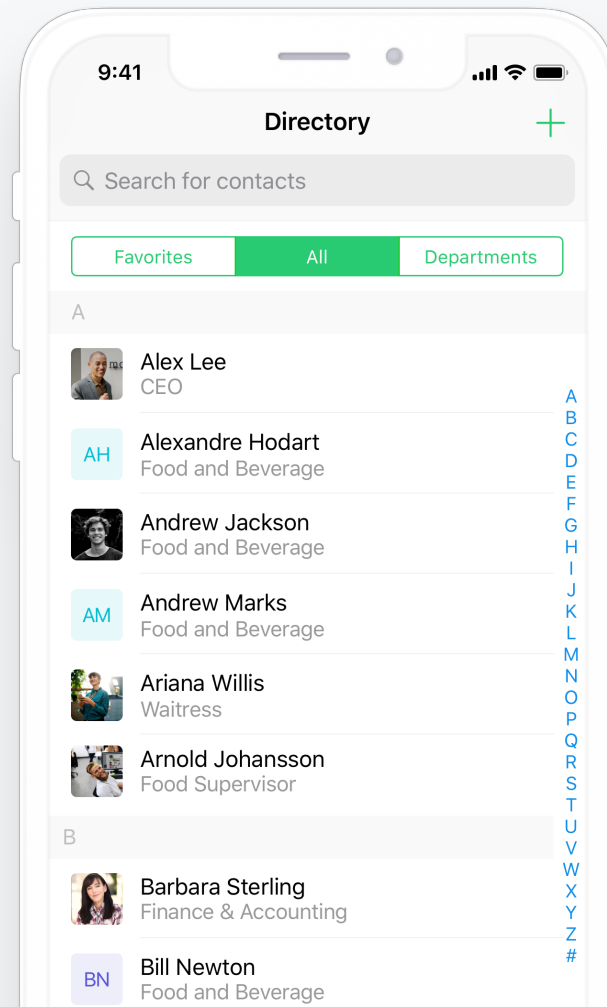 9:41
Directory
Search for contacts
Favorites All Departments
A
Alex Lee
CEO
AH
Alexandre Hodart
Food and Beverage
Andrew Jackson
Food and Beverage
AM
Andrew Marks
Food and Beverage
Ariana Willis
Waitress
Arnold Johansson
Food Supervisor
B
Barbara Sterling
Finance & Accounting
BN
Bill Newton
Food and Beverage
A
B
C
D
E
F
G
H
I
J
K
L
M
N
O
P
Q
R
S
T
U
V
W
X
Y
Z
#